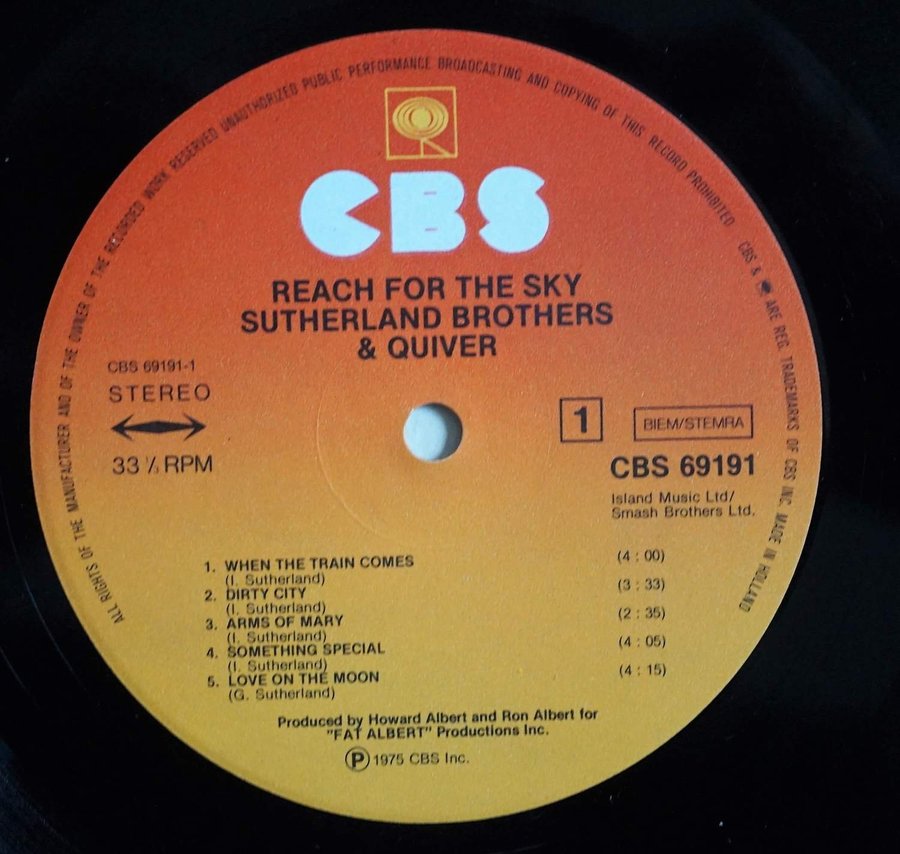 ALL RIGHTS OF THE MANUFACTURER AND OF THE OWNER OF THE RECORDED WORK RESERVED UNAUTHORIZED PUBLIC PERFORMANCE BROADCASTING AND COPYING OF THIS RECORD PROHIBITED
CBS & ARE REG. TRADEMARKS OF CBS INC. MADE IN HOLLAND
CBS
REACH FOR THE SKY
SUTHERLAND BROTHERS
& QUIVER
CBS 69191-1
STEREO
33 ⅓ RPM
1
BIEM/STEMRA
CBS 69191
Island Music Ltd/
Smash Brothers Ltd.
1. WHEN THE TRAIN COMES (4 : 00)
(I. Sutherland)
2. DIRTY CITY (3 : 33)
(I. Sutherland)
3. ARMS OF MARY (2 : 35)
(I. Sutherland)
4. SOMETHING SPECIAL (4 : 05)
(I. Sutherland)
5. LOVE ON THE MOON (4 : 15)
(G. Sutherland)
Produced by Howard Albert and Ron Albert for
"FAT ALBERT" Productions Inc.
Ⓟ 1975 CBS Inc.